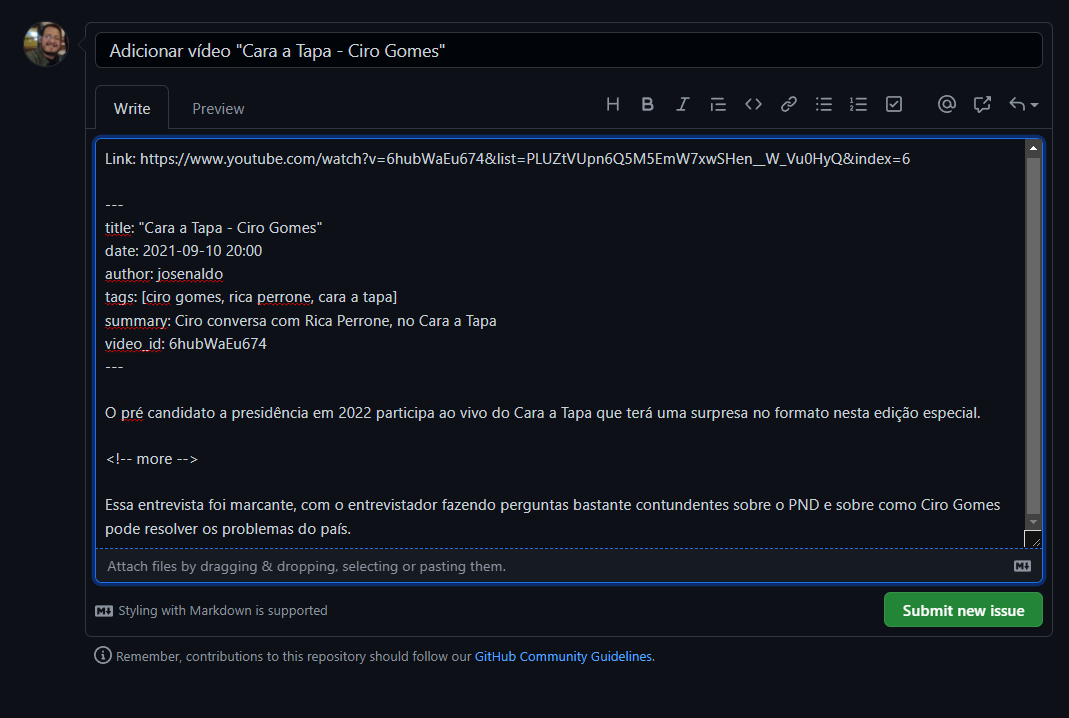 Adicionar vídeo "Cara a Tapa - Ciro Gomes"
Write Preview
Link: https://www.youtube.com/watch?v=6hubWaEu674&list=PLUZtVUpn6Q5M5EmW7xwSHen__W_Vu0HyQ&index=6
---
title: "Cara a Tapa - Ciro Gomes"
date: 2021-09-10 20:00
author: josenaldo
tags: [ciro gomes, rica perrone, cara a tapa]
summary: Ciro conversa com Rica Perrone, no Cara a Tapa
video_id: 6hubWaEu674
---
O pré candidato a presidência em 2022 participa ao vivo do Cara a Tapa que terá uma surpresa no formato nesta edição especial.
<!-- more -->
Essa entrevista foi marcante, com o entrevistador fazendo perguntas bastante contundentes sobre o PND e sobre como Ciro Gomes
pode resolver os problemas do país.
Attach files by dragging & dropping, selecting or pasting them.
Styling with Markdown is supported
Submit new issue
Remember, contributions to this repository should follow our GitHub Community Guidelines.